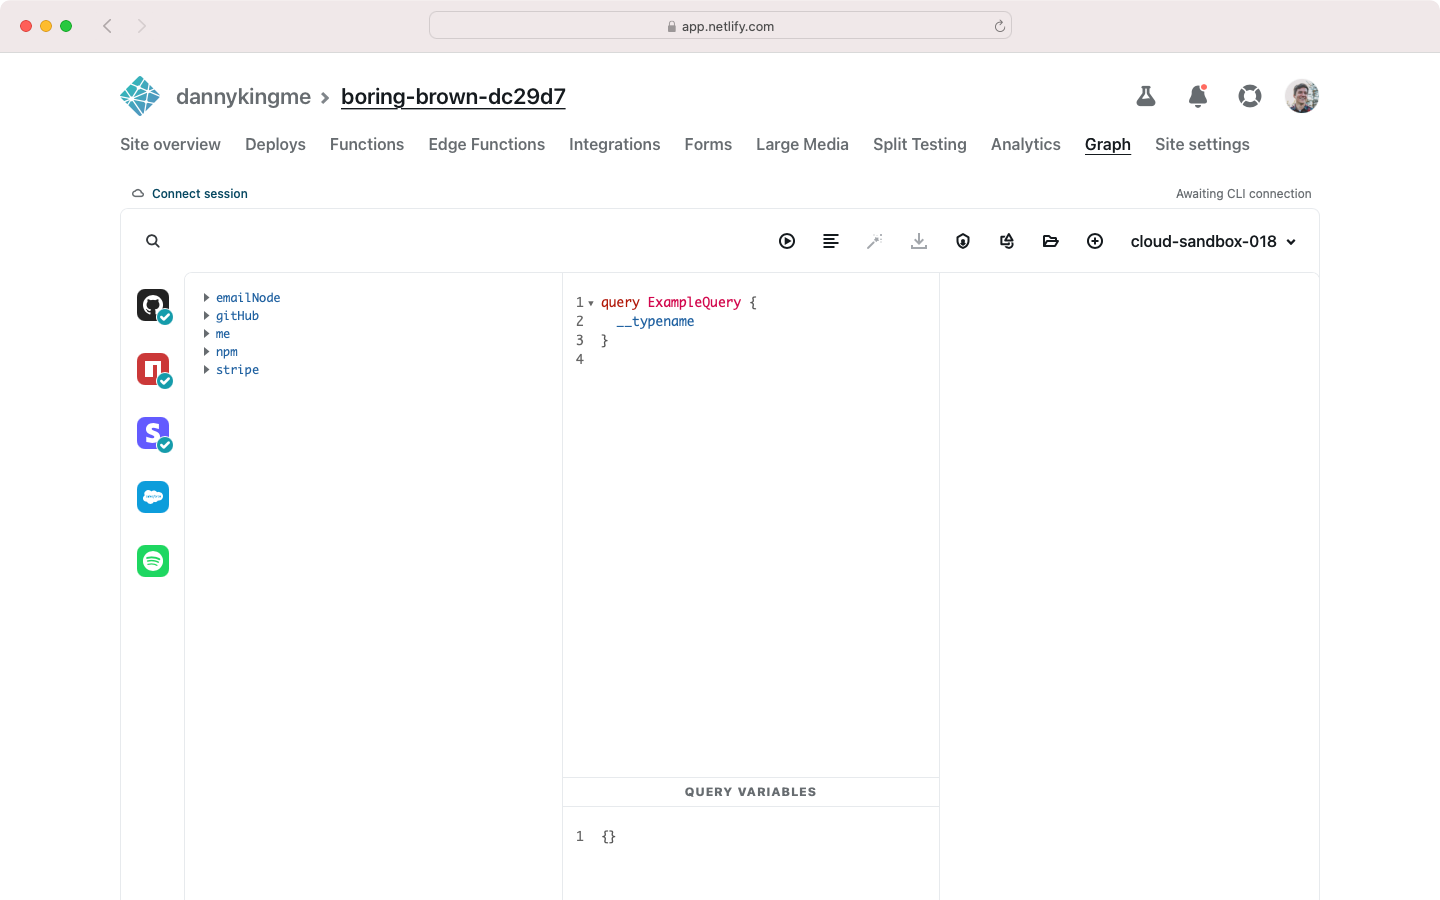 app.netlify.com
dannykingme
boring-brown-dc29d7
Site overview Deploys Functions Edge Functions Integrations Forms Large Media Split Testing Analytics Graph Site settings
Connect session
Awaiting CLI connection
cloud-sandbox-018
emailNode
gitHub
me
npm
stripe
1 query ExampleQuery {
2 __typename
3 }
4
QUERY VARIABLES
1 {}